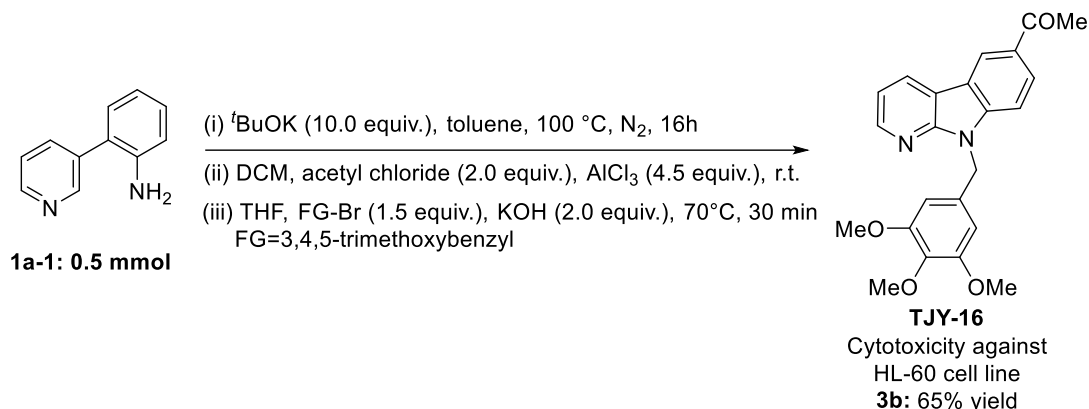 COMe
(i) ᵗBuOK (10.0 equiv.), toluene, 100 °C, N₂, 16h
NH₂
N
(ii) DCM, acetyl chloride (2.0 equiv.), AlCl₃ (4.5 equiv.), r.t.
N
N
(iii) THF, FG-Br (1.5 equiv.), KOH (2.0 equiv.), 70°C, 30 min
FG=3,4,5-trimethoxybenzyl
1a-1: 0.5 mmol
MeO
MeO
OMe
TJY-16
Cytotoxicity against
HL-60 cell line
3b: 65% yield